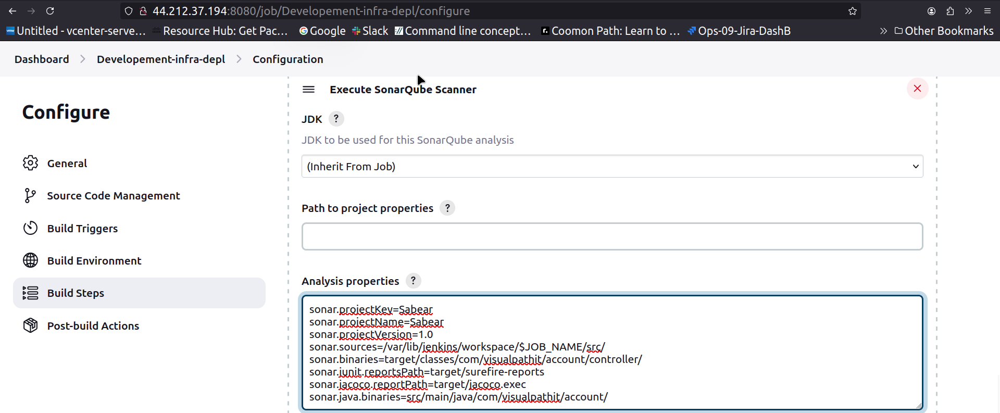 44.212.37.194:8080/job/Developement-infra-depl/configure
Untitled - vcenter-serve... Resource Hub: Get Pac... Google Slack Command line concept... Coomon Path: Learn to ... Ops-09-Jira-DashB Other Bookmarks
Dashboard Developement-infra-depl Configuration
Execute SonarQube Scanner
Configure
JDK ?
JDK to be used for this SonarQube analysis
General
(Inherit From Job)
Source Code Management
Path to project properties ?
Build Triggers
Build Environment
Analysis properties ?
Build Steps
sonar.projectKey=Sabear
sonar.projectName=Sabear
Post-build Actions
sonar.projectVersion=1.0
sonar.sources=/var/lib/jenkins/workspace/$JOB_NAME/src/
sonar.binaries=target/classes/com/visualpathit/account/controller/
sonar.junit.reportsPath=target/surefire-reports
sonar.jacoco.reportPath=target/jacoco.exec
sonar.java.binaries=src/main/java/com/visualpathit/account/